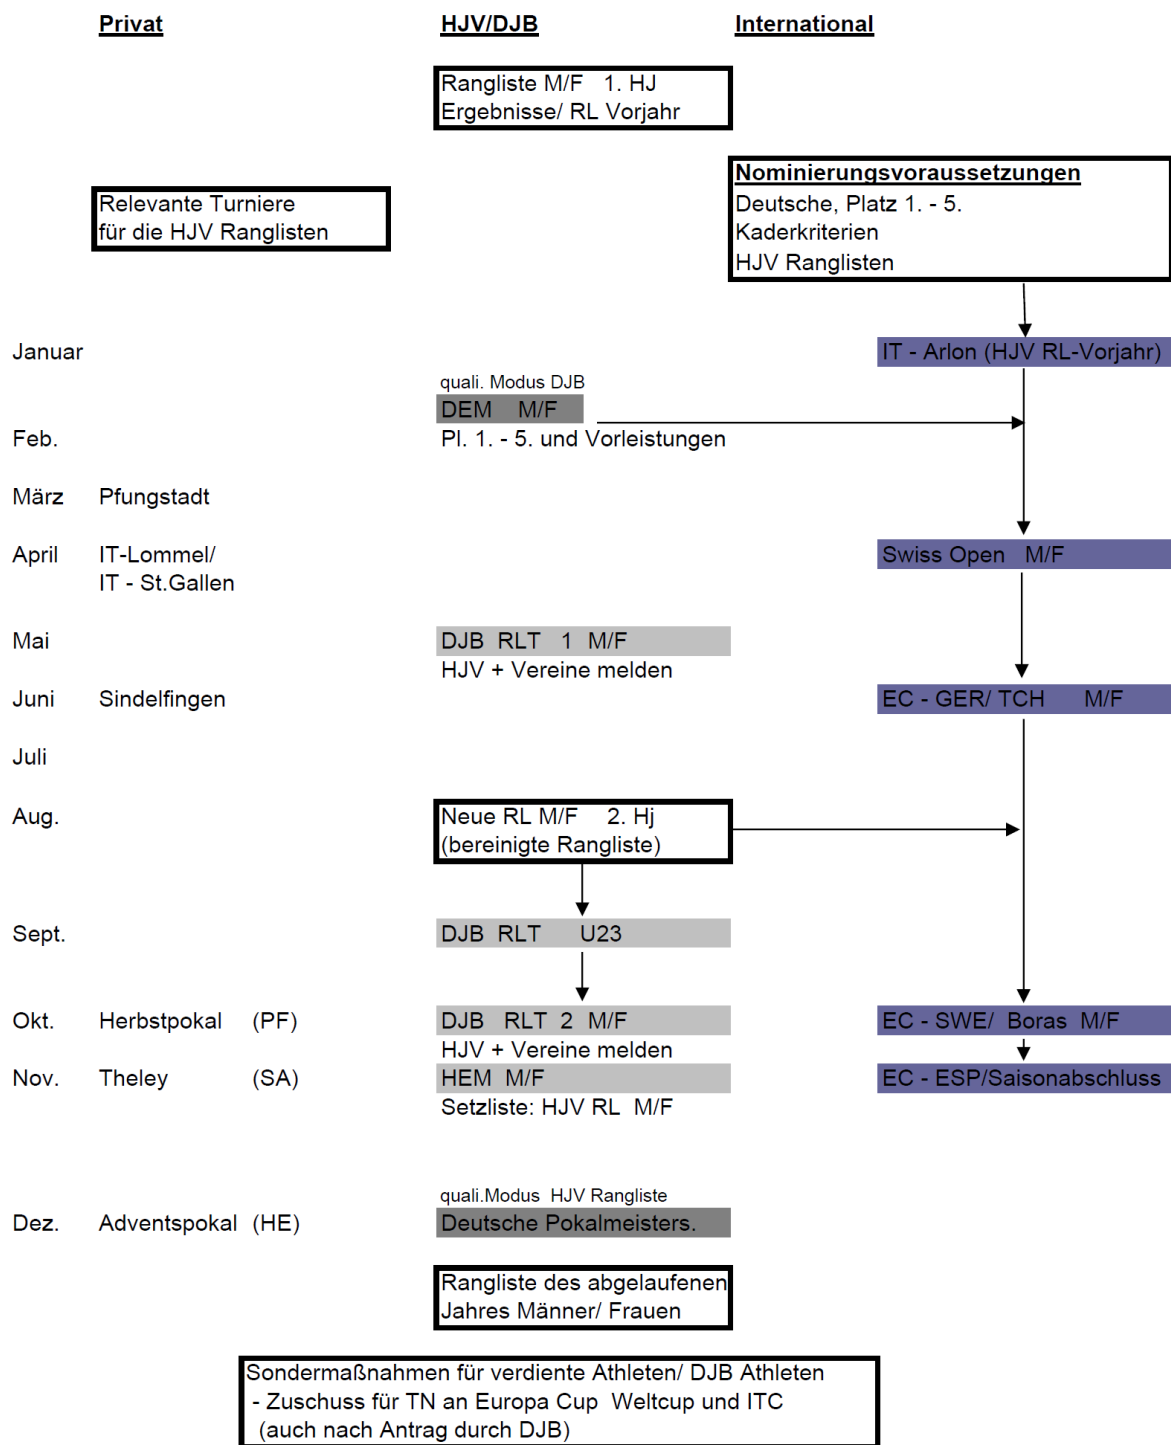 Privat HJV/DJB International
Rangliste M/F 1. HJ
Ergebnisse/ RL Vorjahr
Nominierungsvoraussetzungen
Relevante Turniere Deutsche, Platz 1. - 5.
für die HJV Ranglisten Kaderkriterien
HJV Ranglisten
Januar IT - Arlon (HJV RL-Vorjahr)
quali. Modus DJB
DEM M/F
Feb. Pl. 1. - 5. und Vorleistungen
März Pfungstadt
April IT-Lommel/ Swiss Open M/F
IT - St.Gallen
Mai DJB RLT 1 M/F
HJV + Vereine melden
Juni Sindelfingen EC - GER/ TCH M/F
Juli
Aug. Neue RL M/F 2. Hj
(bereinigte Rangliste)
Sept. DJB RLT U23
Okt. Herbstpokal (PF) DJB RLT 2 M/F EC - SWE/ Boras M/F
HJV + Vereine melden
Nov. Theley (SA) HEM M/F EC - ESP/Saisonabschluss
Setzliste: HJV RL M/F
quali.Modus HJV Rangliste
Dez. Adventspokal (HE) Deutsche Pokalmeisters.
Rangliste des abgelaufenen
Jahres Männer/ Frauen
Sondermaßnahmen für verdiente Athleten/ DJB Athleten
- Zuschuss für TN an Europa Cup Weltcup und ITC
(auch nach Antrag durch DJB)